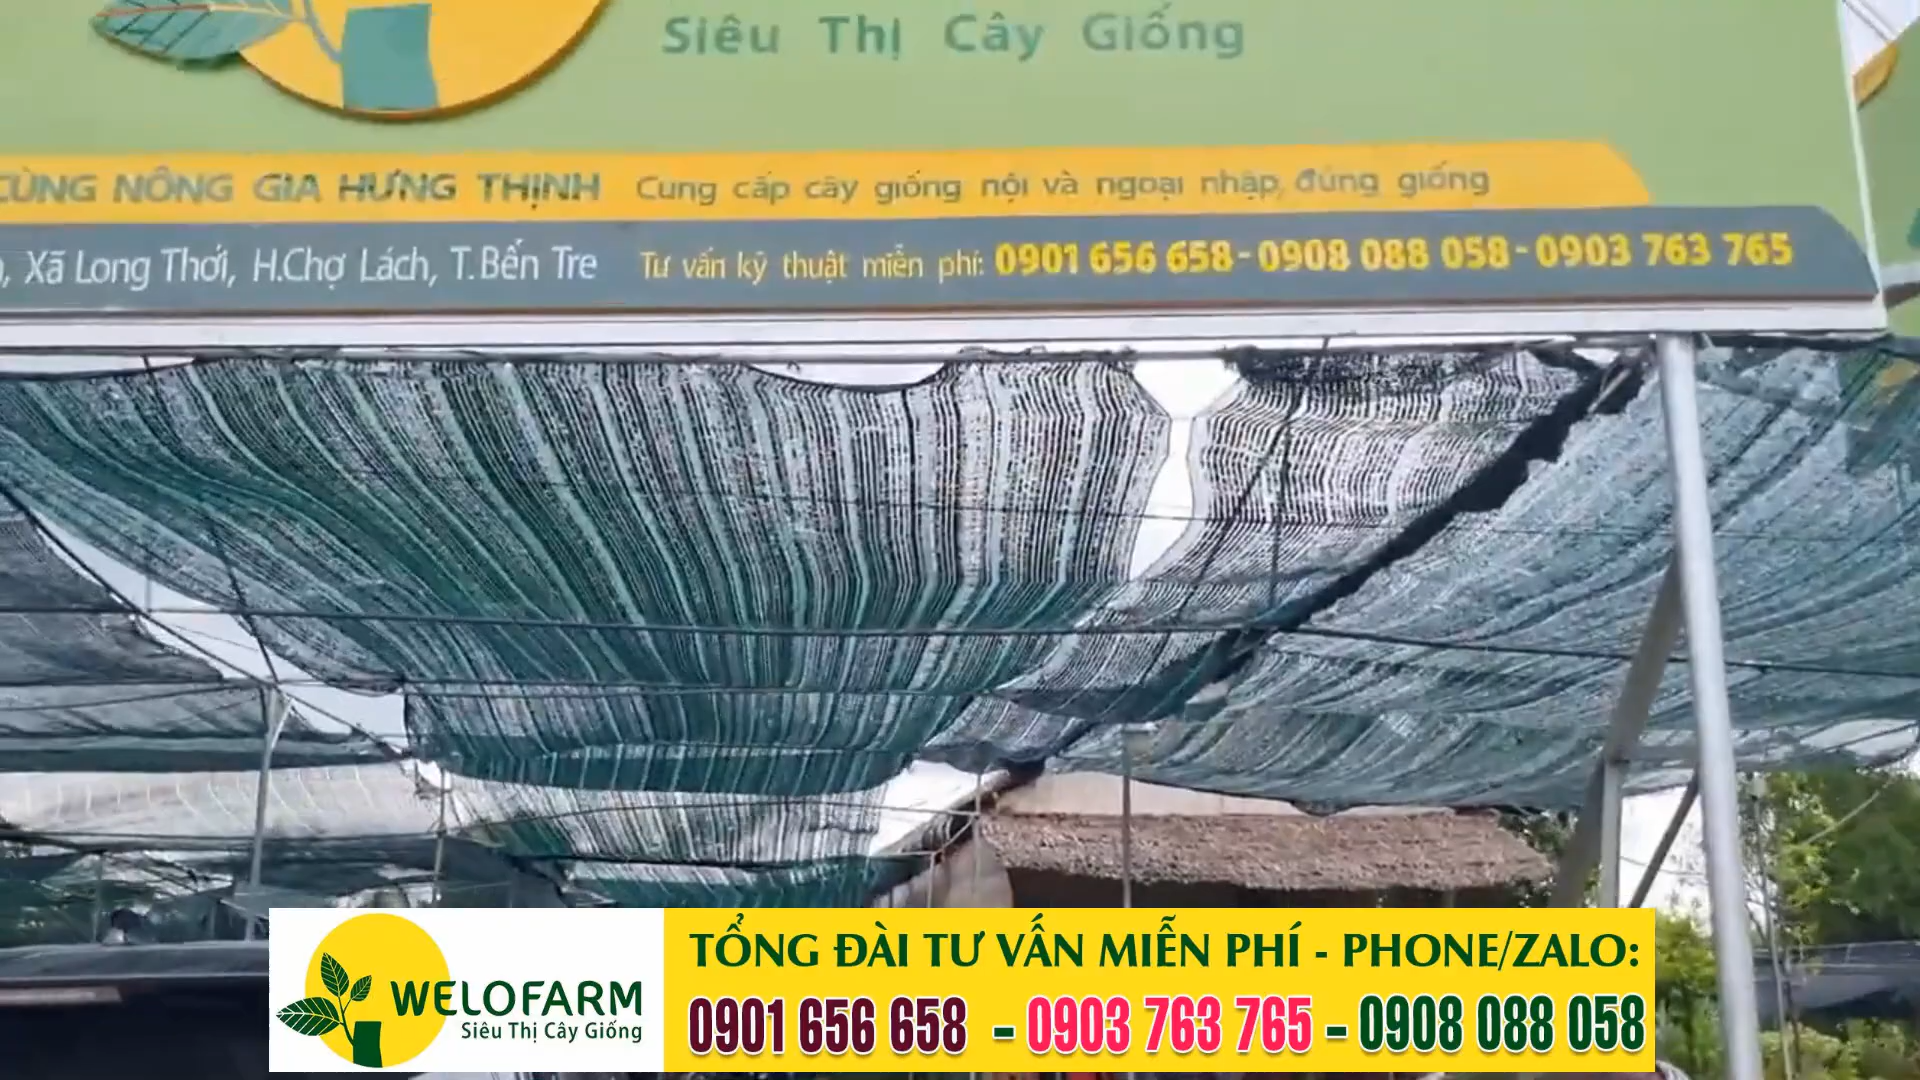 Siêu Thị Cây Giống
CÙNG NÔNG GIA HƯNG THỊNH Cung cấp cây giống nội và ngoại nhập, đúng giống
Xã Long Thới, H.Chợ Lách, T.Bến Tre Tư vấn kỹ thuật miễn phí: 0901 656 658 - 0908 088 058 - 0903 763 765
WELOFARM
Siêu Thị Cây Giống
TỔNG ĐÀI TƯ VẤN MIỄN PHÍ - PHONE/ZALO:
0901 656 658 - 0903 763 765 - 0908 088 058